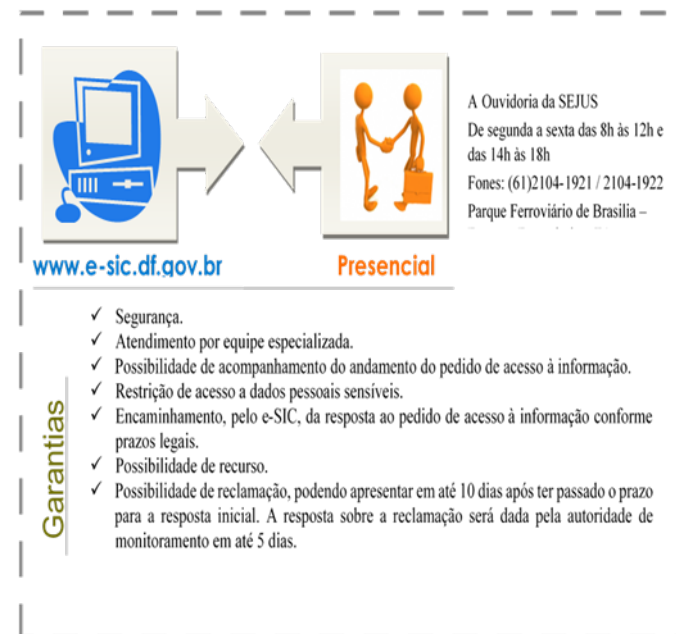 A Ouvidoria da SEJUS
De segunda a sexta das 8h às 12h e
das 14h às 18h
Fones: (61)2104-1921 / 2104-1922
Parque Ferroviário de Brasilia –
www.e-sic.df.gov.br
Presencial
Garantias
✓ Segurança.
✓ Atendimento por equipe especializada.
✓ Possibilidade de acompanhamento do andamento do pedido de acesso à informação.
✓ Restrição de acesso a dados pessoais sensíveis.
✓ Encaminhamento, pelo e-SIC, da resposta ao pedido de acesso à informação conforme
prazos legais.
✓ Possibilidade de recurso.
✓ Possibilidade de reclamação, podendo apresentar em até 10 dias após ter passado o prazo
para a resposta inicial. A resposta sobre a reclamação será dada pela autoridade de
monitoramento em até 5 dias.